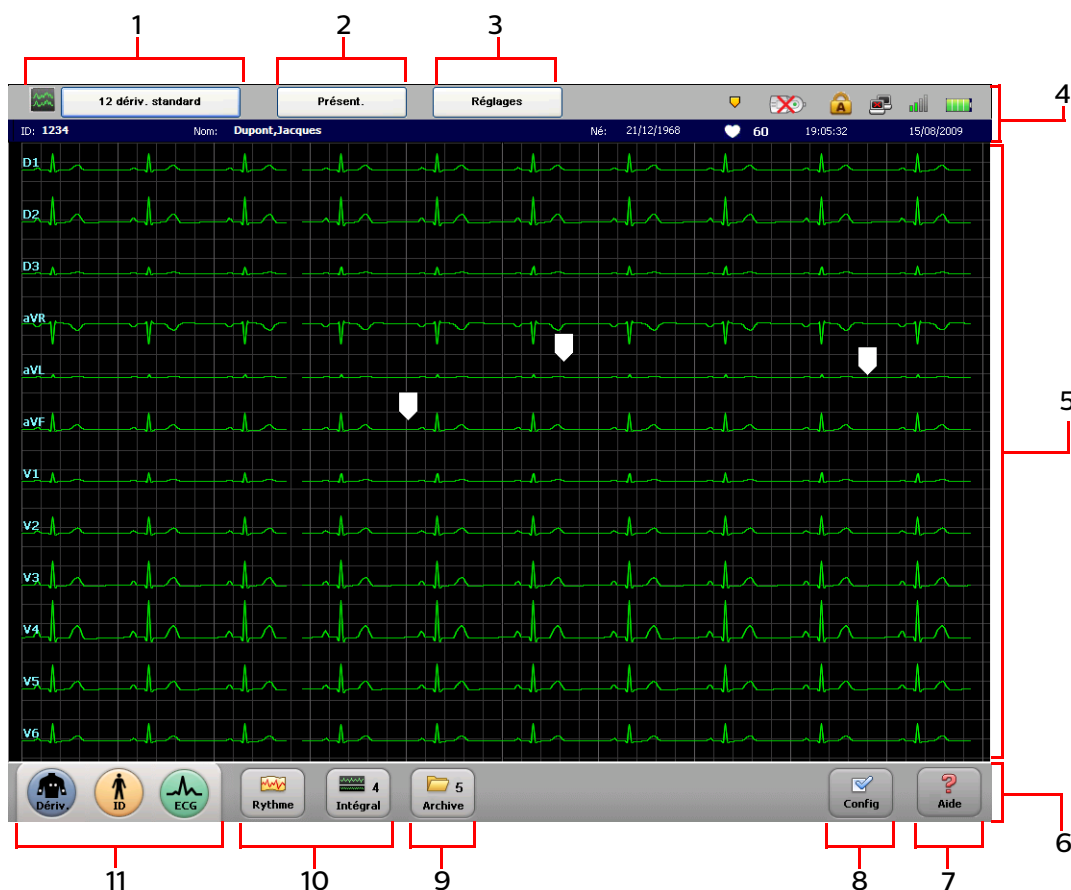 1 2 3
12 dériv. standard Présent. Réglages
A
4
ID: 1234 Nom: Dupont,Jacques Né: 21/12/1968 60 19:05:32 15/08/2009
D1
5
D2
D3
aVR
aVL
aVF
V1
V2
V3
V4
V5
V6
Dériv. ID ECG Rythme 4 Intégral 5 Archive Config ? Aide
6
11 10 9 8 7